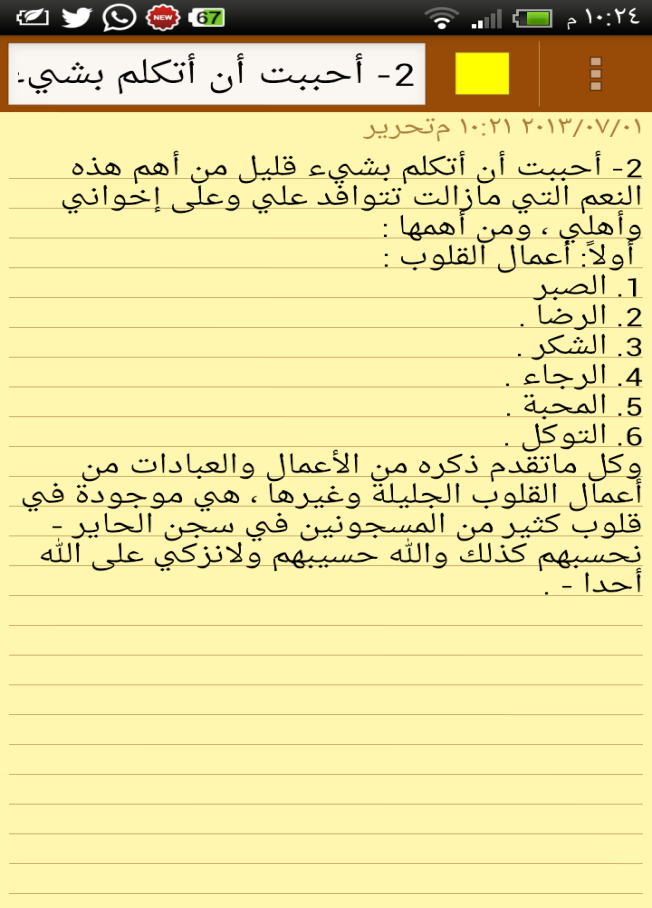 ١٠:٢٤ م
67
NEW
2- أحببت أن أتكلم بشيء
٢٠١٣/٠٧/٠١ ١٠:٢١ متحرير
2- أحببت أن أتكلم بشيء قليل من أهم هذه
النعم التي مازالت تتوافد علي وعلى إخواني
وأهلي ، ومن أهمها :
أولاً: أعمال القلوب :
1. الصبر
2. الرضا .
3. الشكر .
4. الرجاء .
5. المحبة .
6. التوكل .
وكل ماتقدم ذكره من الأعمال والعبادات من
أعمال القلوب الجليلة وغيرها ، هي موجودة في
قلوب كثير من المسجونين في سجن الحاير -
نحسبهم كذلك والله حسيبهم ولانزكي على الله
أحدا - .